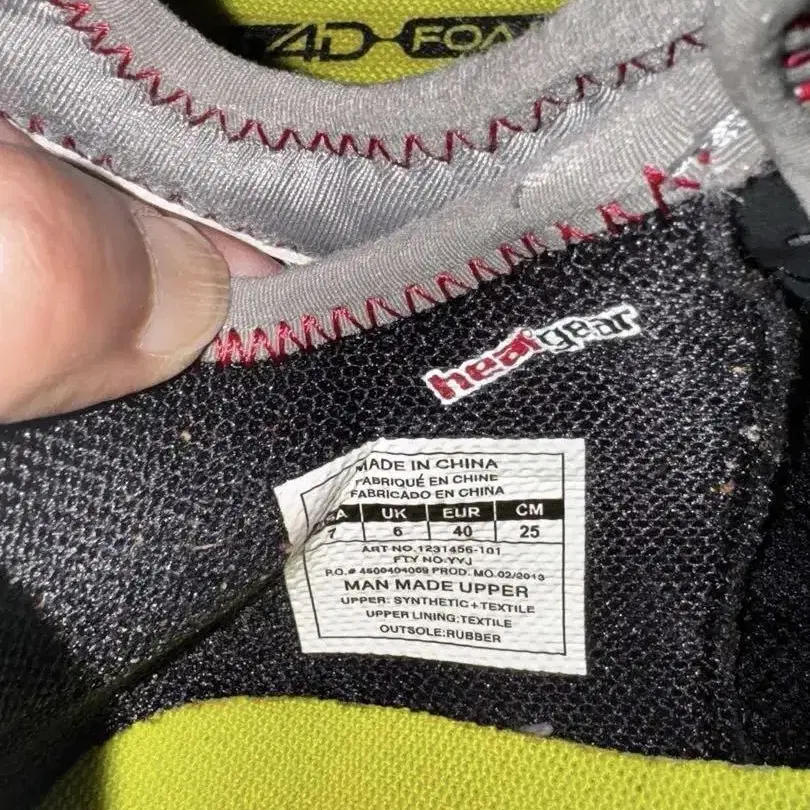 4D FOAM
heatgear
MADE IN CHINA
FABRIQUÉ EN CHINE
FABRICADO EN CHINA
UK EUR CM
7 6 40 25
ART NO.1231456-101
FTY NO:YYJ
P.O.# 4500404069 PROD. MO.02/2013
MAN MADE UPPER
UPPER: SYNTHETIC+TEXTILE
UPPER LINING:TEXTILE
OUTSOLE:RUBBER